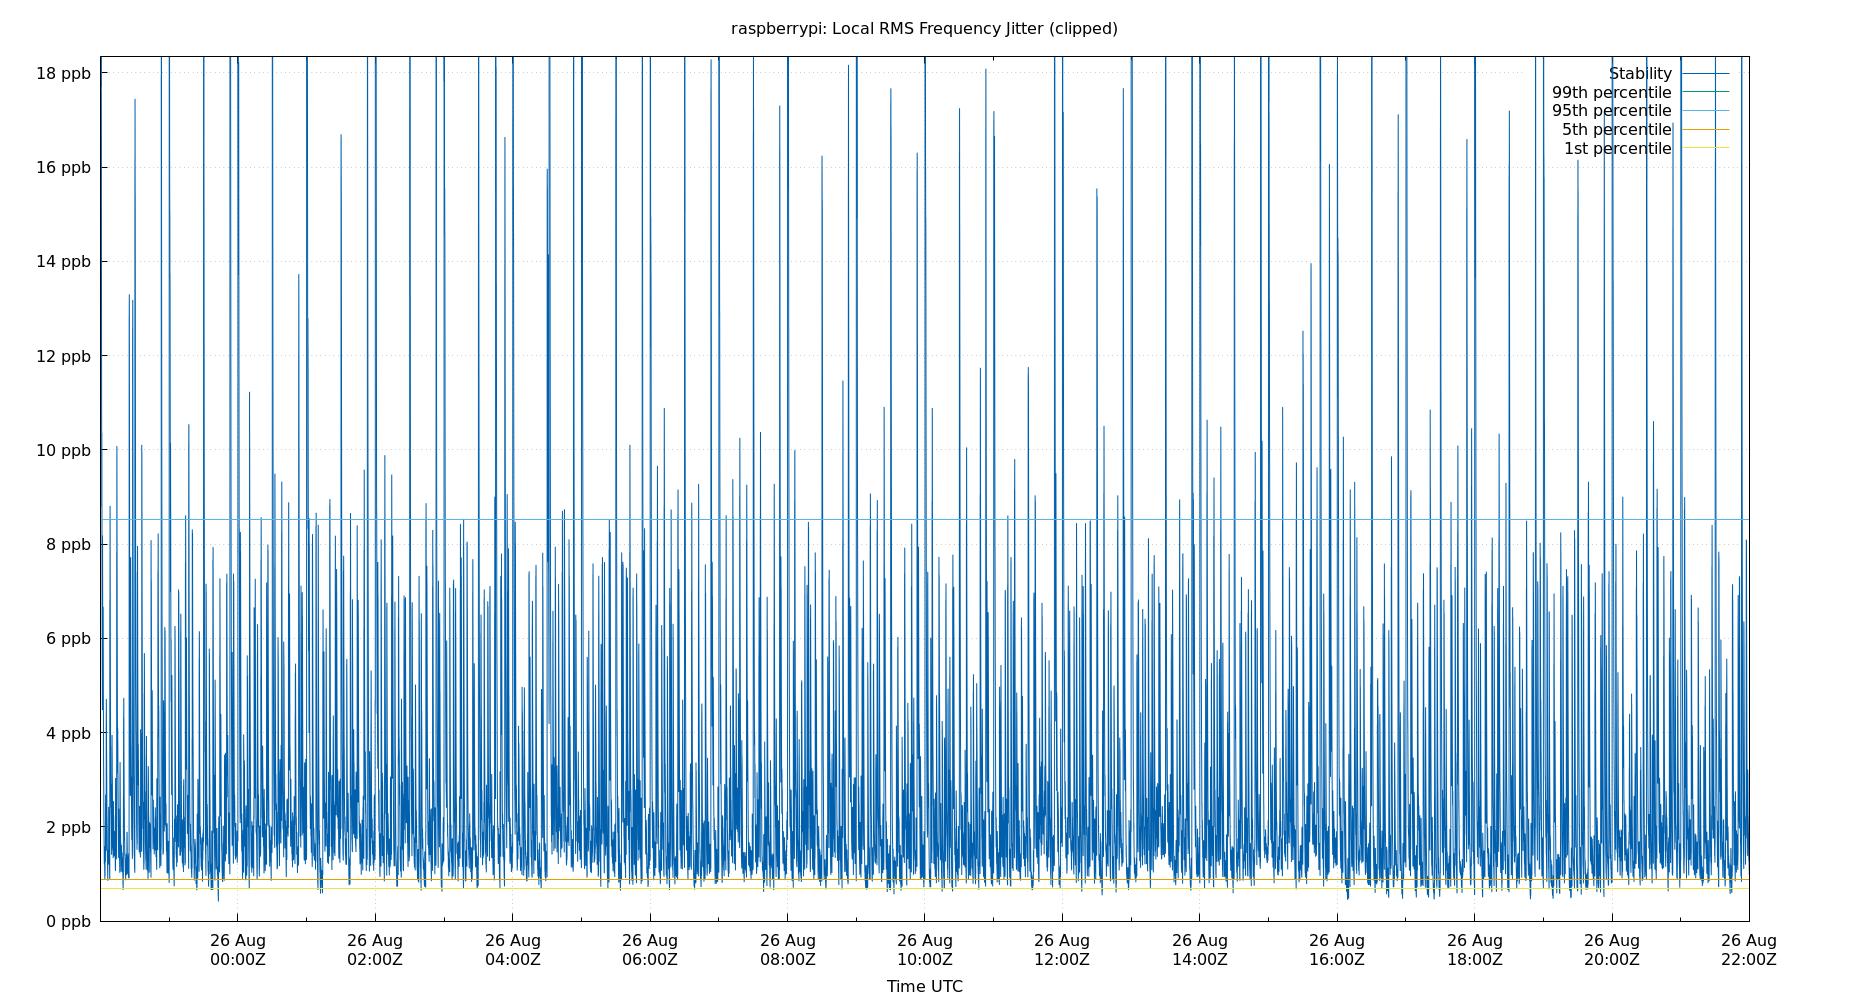 raspberrypi: Local RMS Frequency Jitter (clipped)
18 ppb
16 ppb
14 ppb
12 ppb
10 ppb
8 ppb
6 ppb
4 ppb
2 ppb
0 ppb
Stability
99th percentile
95th percentile
5th percentile
1st percentile
26 Aug 26 Aug 26 Aug 26 Aug 26 Aug 26 Aug 26 Aug 26 Aug 26 Aug 26 Aug 26 Aug 26 Aug
00:00Z 02:00Z 04:00Z 06:00Z 08:00Z 10:00Z 12:00Z 14:00Z 16:00Z 18:00Z 20:00Z 22:00Z
Time UTC